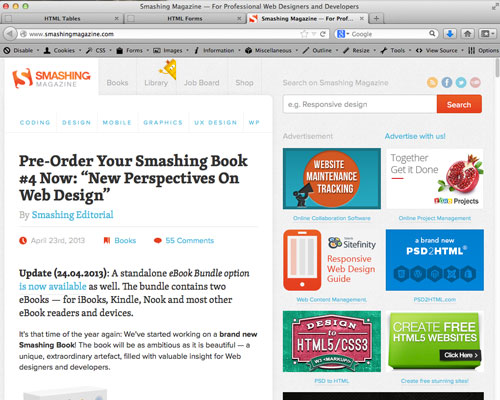 Smashing Magazine — For Professional Web Designers and Developers
HTML Tables
HTML Forms
Smashing Magazine — For Prof...
www.smashingmagazine.com
Google
Disable
Cookies
CSS
Forms
Images
Information
Miscellaneous
Outline
Resize
Tools
View Source
Options
SMASHING
MAGAZINE
Books
Library
Job Board
Shop
Search on Smashing Magazine
e.g. Responsive design
Search
CODING
DESIGN
MOBILE
GRAPHICS
UX DESIGN
WP
Pre-Order Your Smashing Book
#4 Now: “New Perspectives On
Web Design”
By Smashing Editorial
April 23rd, 2013
Books
55 Comments
Update (24.04.2013): A standalone eBook Bundle option
is now available as well. The bundle contains two
eBooks — for iBooks, Kindle, Nook and most other
eBook readers and devices.
It’s that time of the year again: We’ve started working on a brand new
Smashing Book! The book will be as ambitious as it is beautiful — a
unique, extraordinary artefact, filled with valuable insight for Web
designers and developers.
Advertisement
Advertise with us!
WEBSITE
MAINTENANCE
TRACKING
Online Collaboration Software
Together
Get it Done
Projects
Online Project Management
Sitefinity
Responsive
Web Design
Guide
Web Content Management.
a brand new
PSD2HTML®
PSD2HTML.com
DESIGN
TO
HTML5/CSS3
PSD to HTML
CREATE FREE
HTML5 WEBSITES
Click Here >
Create free stunning sites!